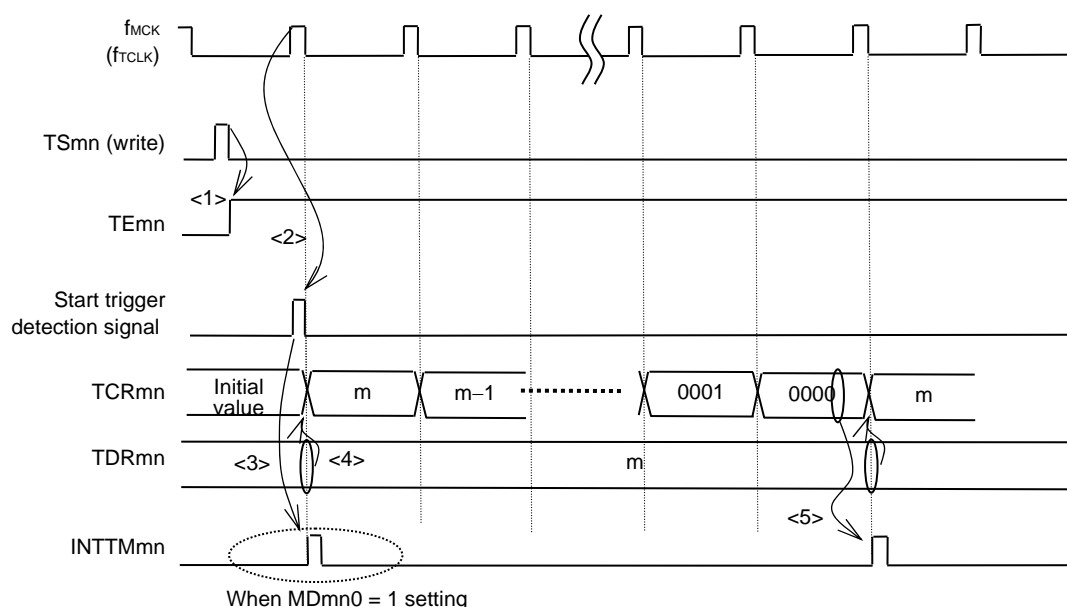 fMCK
(fTCLK)
TSmn (write)
<1>
TEmn
<2>
Start trigger
detection signal
TCRmn
Initial
value
m
m−1
0001
0000
m
<3>
<4>
TDRmn
m
<5>
INTTMmn
When MDmn0 = 1 setting